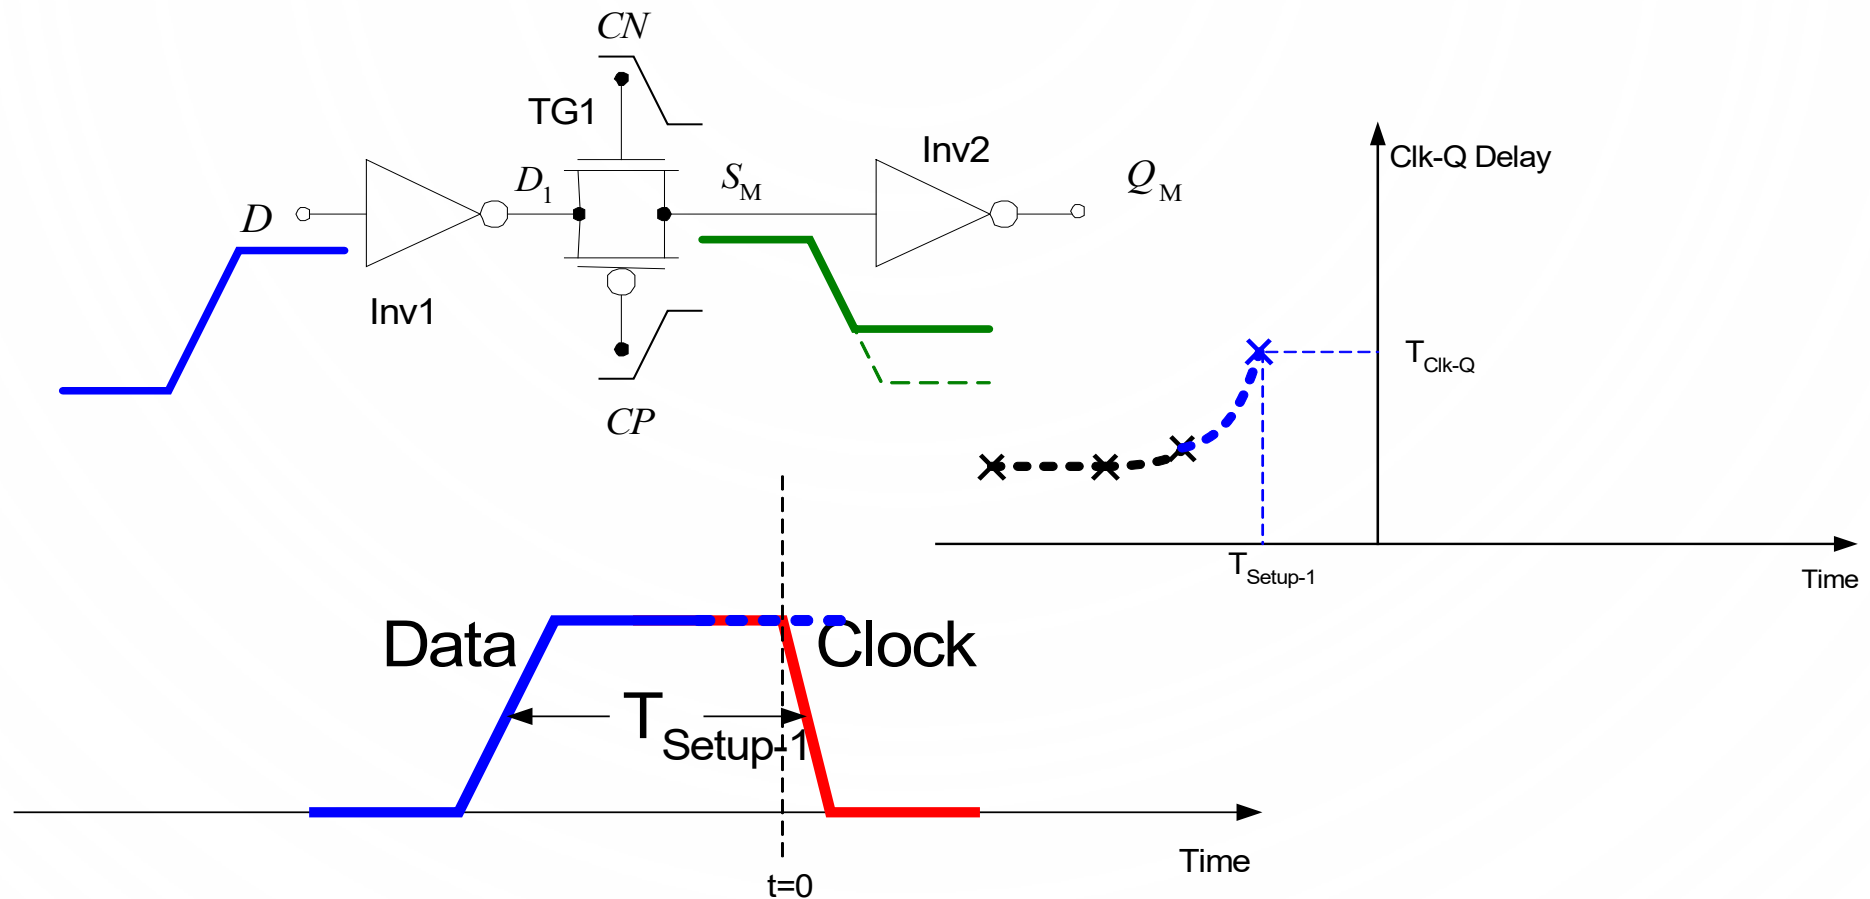 CN
TG1
Inv2
Clk-Q Delay
D
D1
SM
QM
Inv1
TClk-Q
CP
TSetup-1
Time
Data
Clock
TSetup-1
Time
t=0